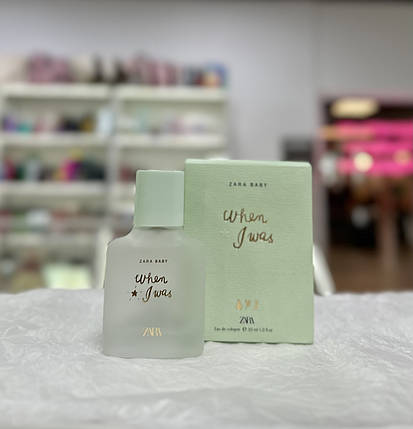 ZARA BABY
When
I was
ZARA
ZARA BABY
When
I was
ZARA
Eau de cologne 30 ml 1.0 fl oz